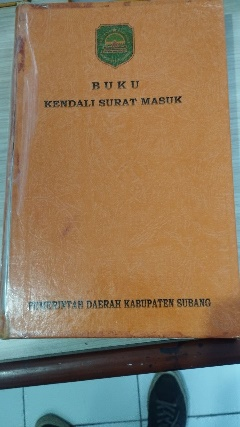 BUKU
KENDALI SURAT MASUK
PEMERINTAH DAERAH KABUPATEN SUBANG